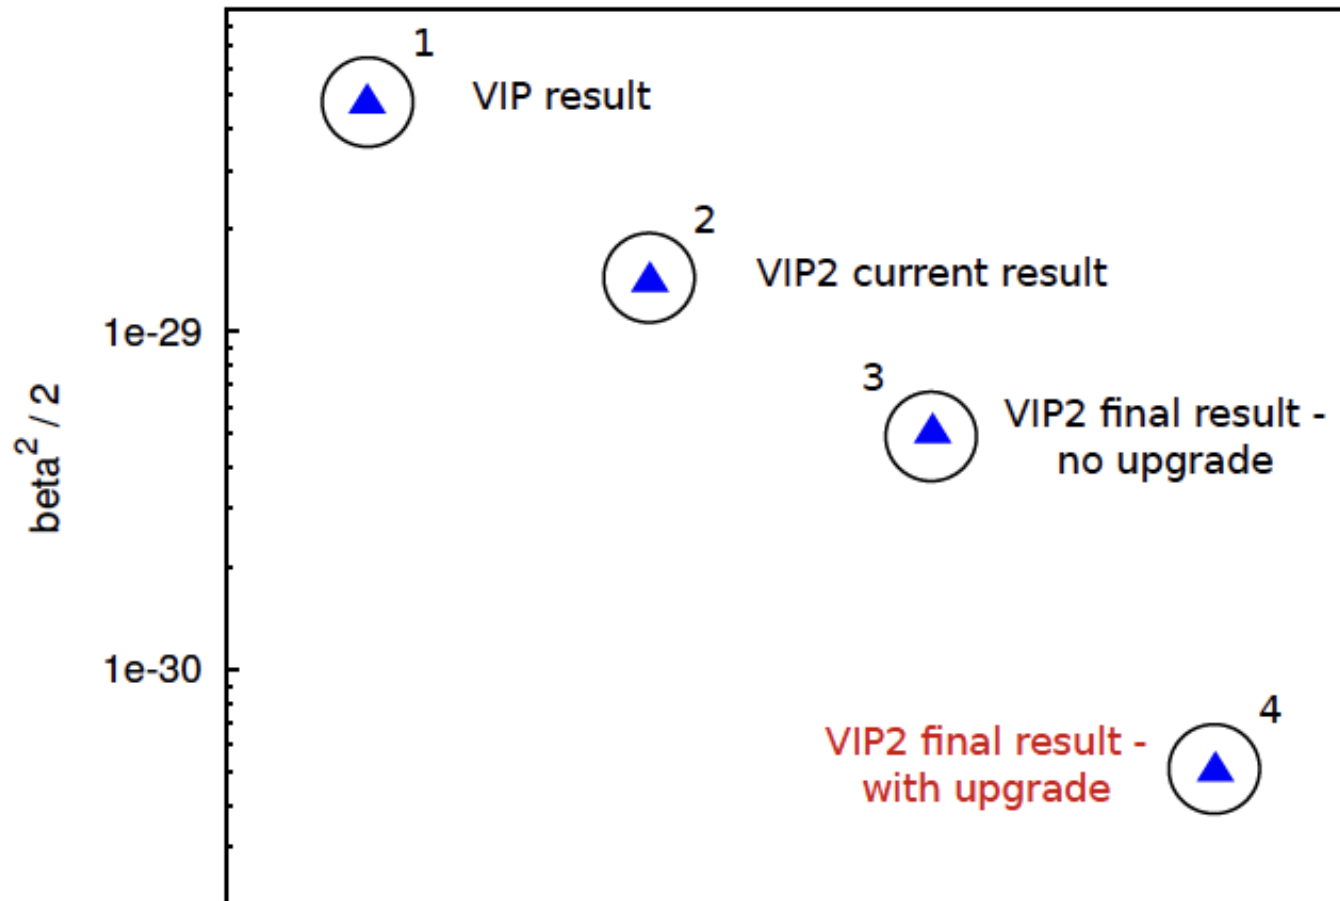 1
VIP result
2
VIP2 current result
1e-29
3
VIP2 final result -
no upgrade
beta² / 2
1e-30
4
VIP2 final result -
with upgrade